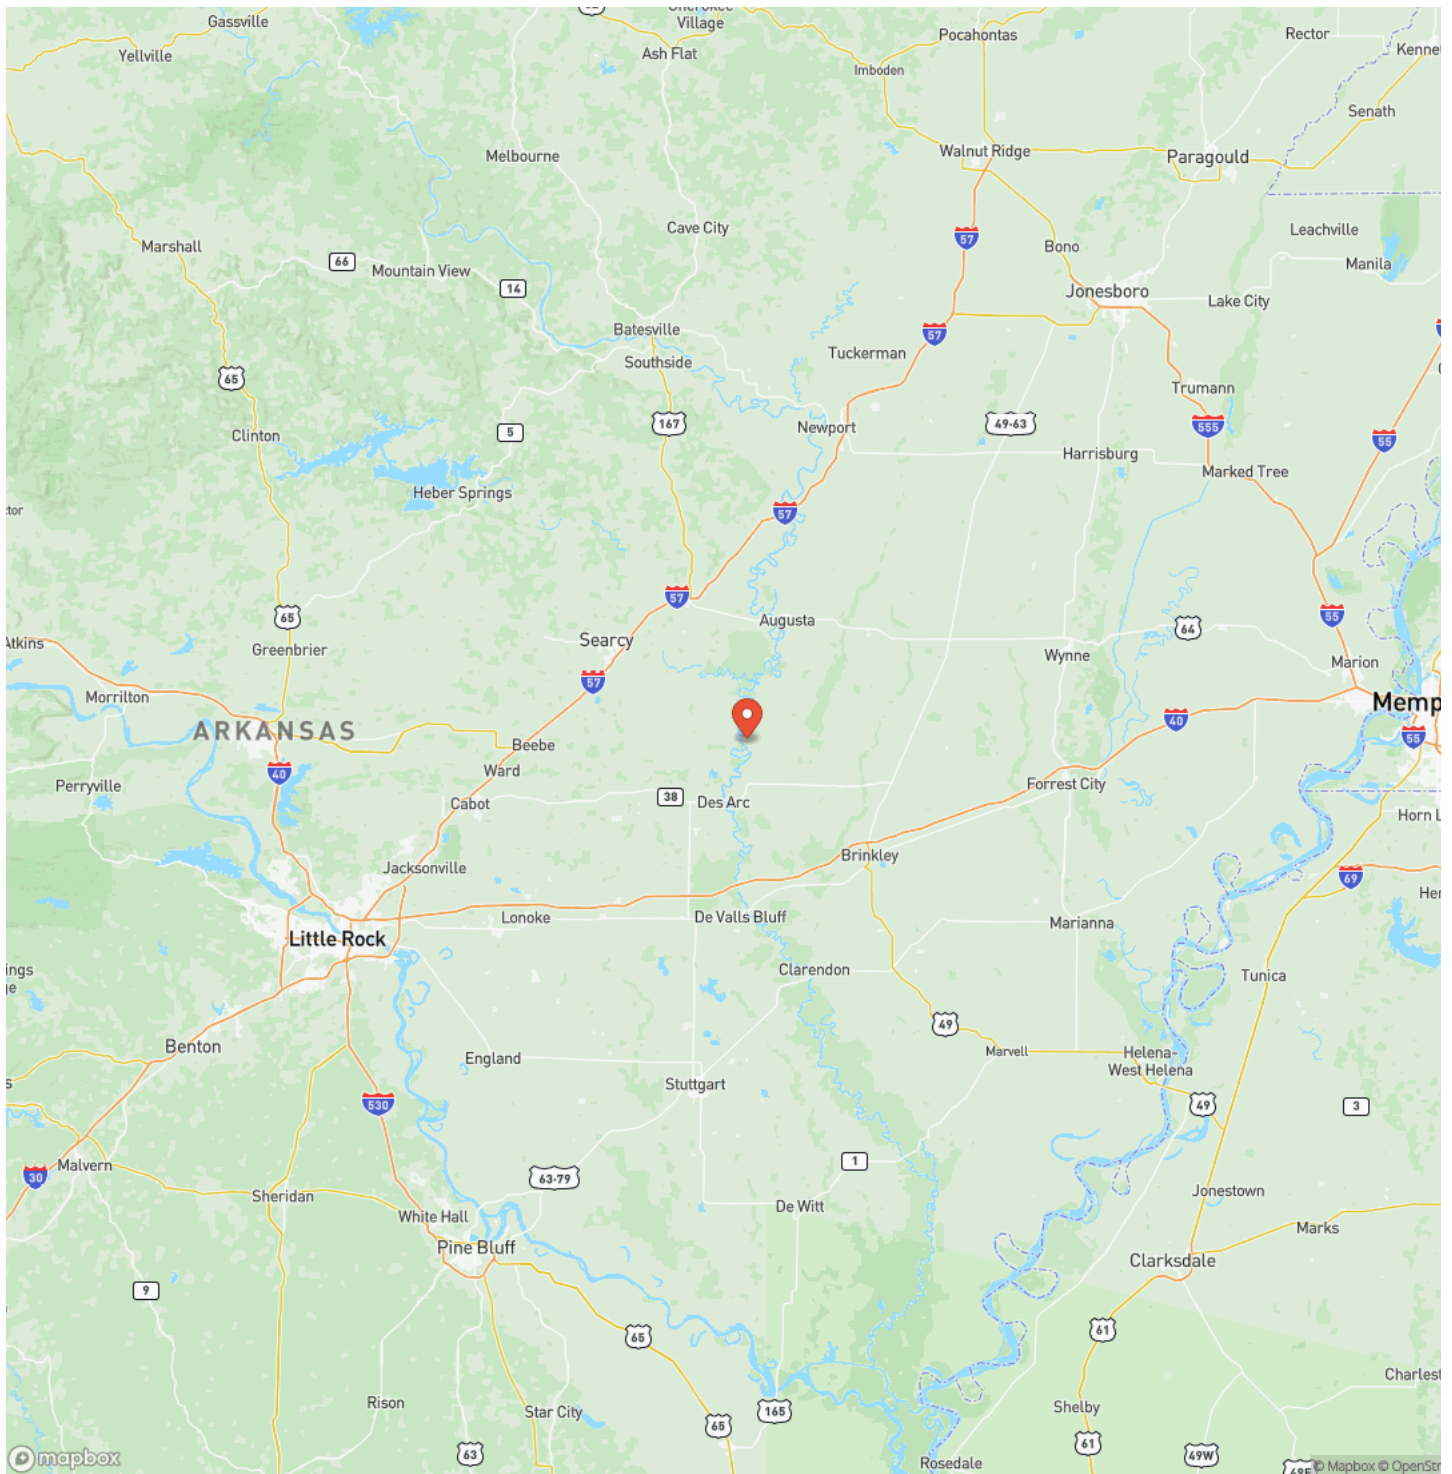 Gassville
Cherokee
Village
Pocahontas
Rector
Yellville
Ash Flat
Imboden
Senath
Melbourne
Walnut Ridge
Paragould
Cave City
57
Leachville
Marshall
66
Mountain View
Bono
Manila
14
Jonesboro
Lake City
Batesville
57
Southside
Tuckerman
65
Trumann
167
49-63
555
Clinton
5
Newport
55
Harrisburg
Heber Springs
Marked Tree
57
57
65
55
Augusta
64
Searcy
Atkins
Greenbrier
Wynne
Marion
57
Morrilton
Memp
ARKANSAS
40
55
Beebe
40
Ward
Perryville
38
Des Arc
Forrest City
Cabot
Horn L
Brinkley
Jacksonville
69
Lonoke
De Valls Bluff
Marianna
Little Rock
ings
Clarendon
Tunica
49
Benton
England
Marvell
Helena-
West Helena
Stuttgart
530
49
3
Malvern
1
30
63-79
Sheridan
Jonestown
White Hall
De Witt
Marks
Pine Bluff
Clarksdale
9
61
65
Charlest
Rison
Star City
165
Shelby
65
61
63
49W
Rosedale
mapbox
© Mapbox © OpenStr